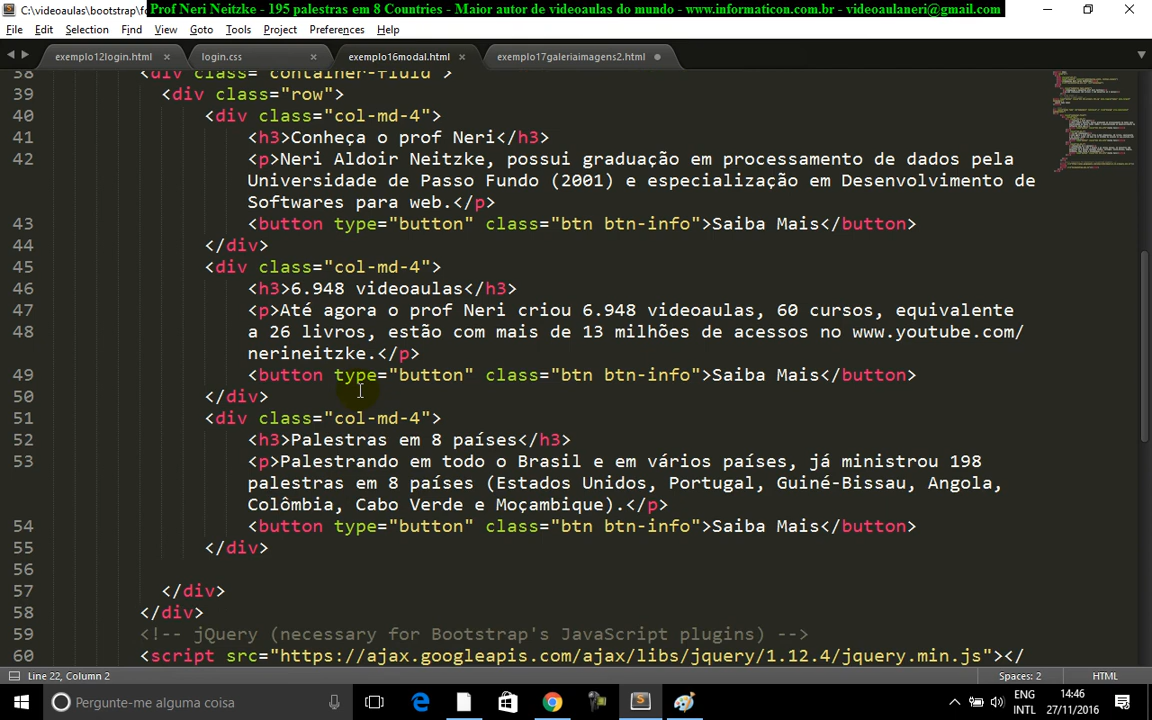 C:\videoaulas\bootstrap\fo
Prof Neri Neitzke - 195 palestras em 8 Countries - Maior autor de videoaulas do mundo - www.informaticon.com.br - videoaulaneri@gmail.com
File Edit Selection Find View Goto Tools Project Preferences Help
exemplo12login.html × login.css × exemplo16modal.html × exemplo17galeriaimagens2.html
38 <div class="container-fluid">
39 <div class="row">
40 <div class="col-md-4">
41 <h3>Conheça o prof Neri</h3>
42 <p>Neri Aldoir Neitzke, possui graduação em processamento de dados pela
Universidade de Passo Fundo (2001) e especialização em Desenvolvimento de
Softwares para web.</p>
43 <button type="button" class="btn btn-info">Saiba Mais</button>
44 </div>
45 <div class="col-md-4">
46 <h3>6.948 videoaulas</h3>
47 <p>Até agora o prof Neri criou 6.948 videoaulas, 60 cursos, equivalente
48 a 26 livros, estão com mais de 13 milhões de acessos no www.youtube.com/
nerineitzke.</p>
49 <button type="button" class="btn btn-info">Saiba Mais</button>
50 </div>
51 <div class="col-md-4">
52 <h3>Palestras em 8 países</h3>
53 <p>Palestrando em todo o Brasil e em vários países, já ministrou 198
palestras em 8 países (Estados Unidos, Portugal, Guiné-Bissau, Angola,
Colômbia, Cabo Verde e Moçambique).</p>
54 <button type="button" class="btn btn-info">Saiba Mais</button>
55 </div>
56
57 </div>
58 </div>
59 <!-- jQuery (necessary for Bootstrap's JavaScript plugins) -->
60 <script src="https://ajax.googleapis.com/ajax/libs/jquery/1.12.4/jquery.min.js"></
Line 22, Column 2 Spaces: 2 HTML
Pergunte-me alguma coisa
ENG 14:46
INTL 27/11/2016